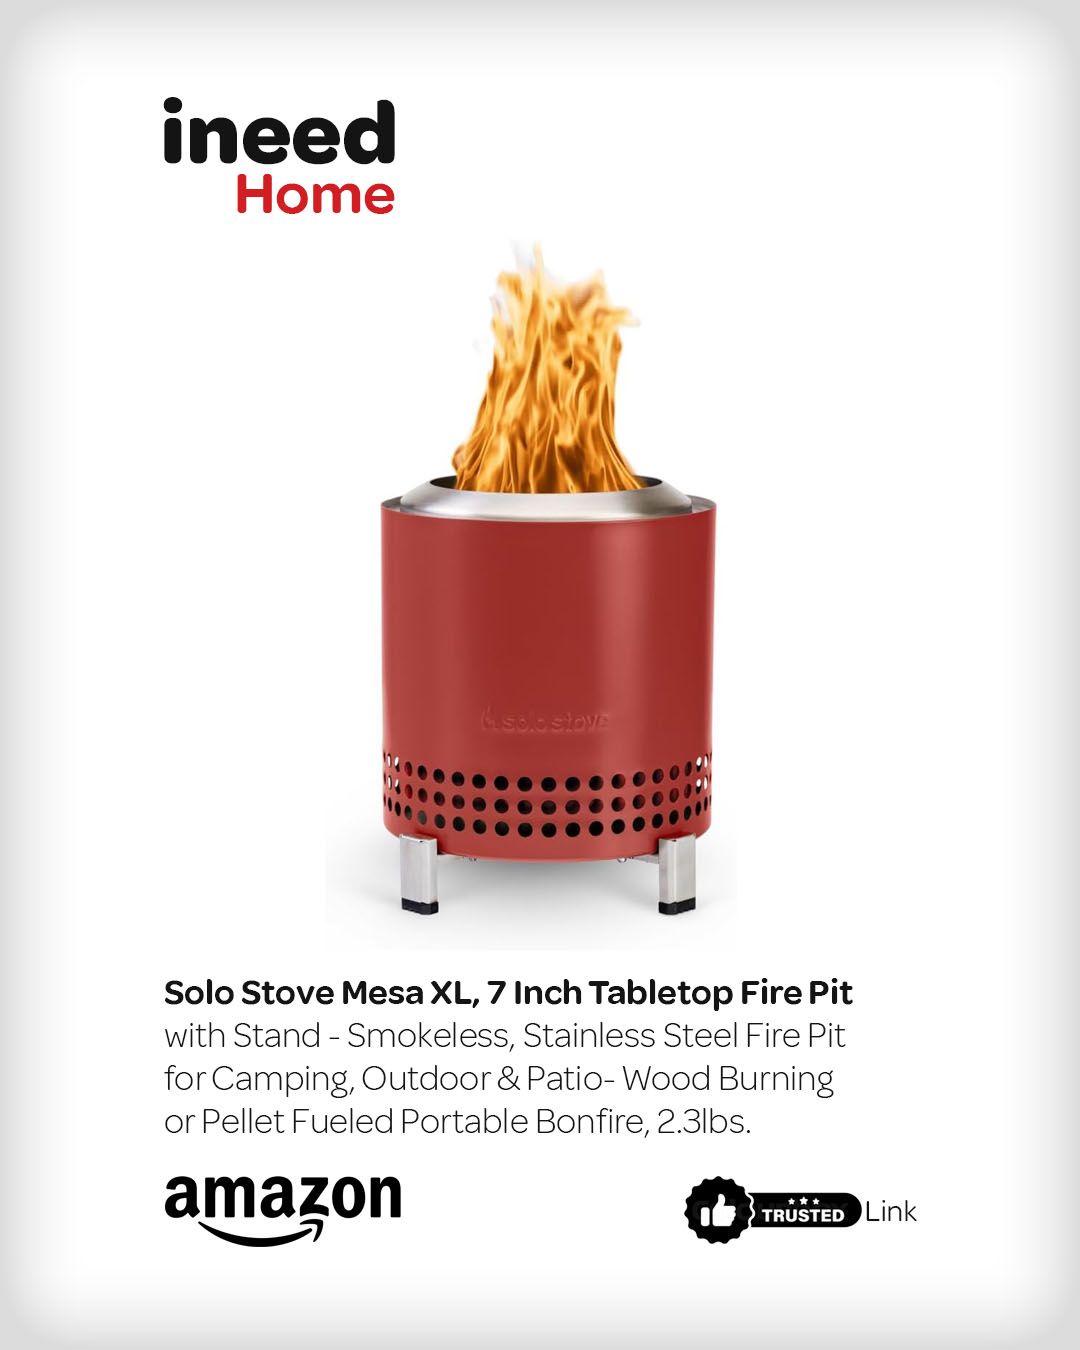 ineed
Home
solo stove
Solo Stove Mesa XL, 7 Inch Tabletop Fire Pit
with Stand - Smokeless, Stainless Steel Fire Pit
for Camping, Outdoor & Patio- Wood Burning
or Pellet Fueled Portable Bonfire, 2.3lbs.
amazon
TRUSTED Link